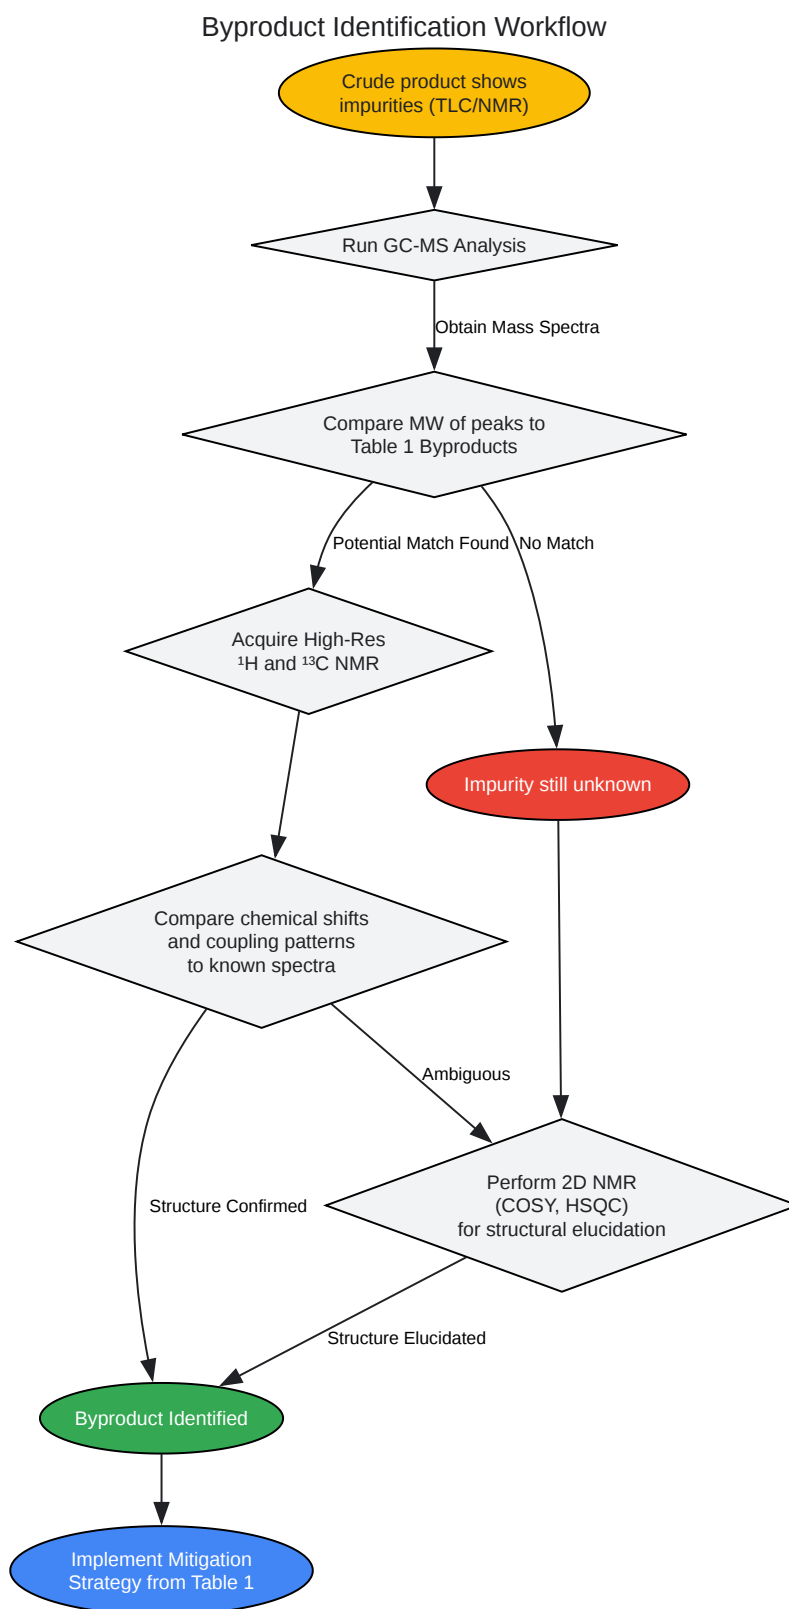 Byproduct Identification Workflow
Crude product shows
impurities (TLC/NMR)
Run GC-MS Analysis
Obtain Mass Spectra
Compare MW of peaks to
Table 1 Byproducts
Potential Match Found
No Match
Acquire High-Res
¹H and ¹³C NMR
Impurity still unknown
Compare chemical shifts
and coupling patterns
to known spectra
Ambiguous
Perform 2D NMR
(COSY, HSQC)
for structural elucidation
Structure Confirmed
Structure Elucidated
Byproduct Identified
Implement Mitigation
Strategy from Table 1